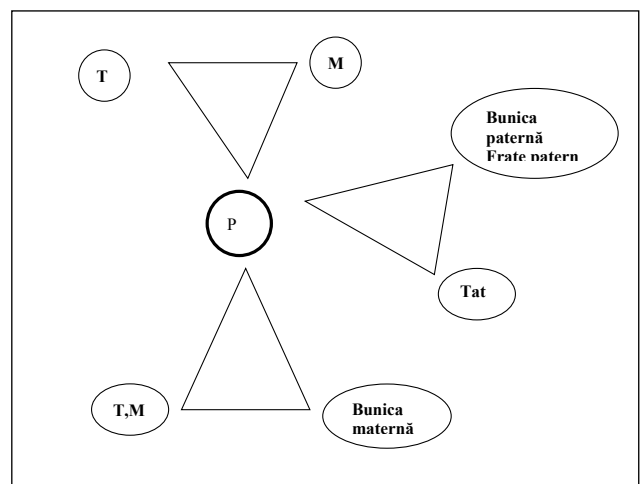 T
M
Bunica
paternă
Frate patern
P
Tat
T,M
Bunica
maternă